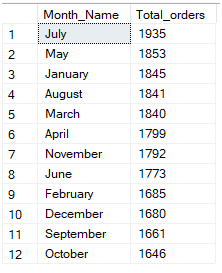 Month_Name Total_orders
1 July 1935
2 May 1853
3 January 1845
4 August 1841
5 March 1840
6 April 1799
7 November 1792
8 June 1773
9 February 1685
10 December 1680
11 September 1661
12 October 1646